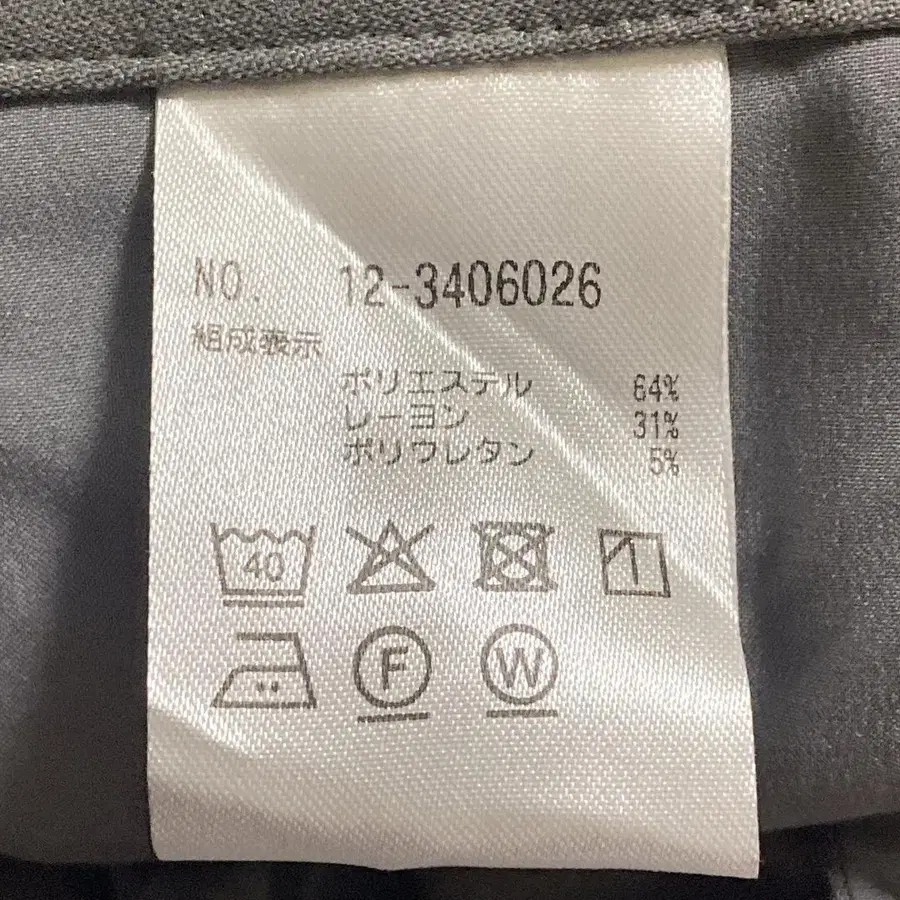 NO. 12-3406026
組成表示
ポリエステル 64%
レーヨン 31%
ポリウレタン 5%
40
F W